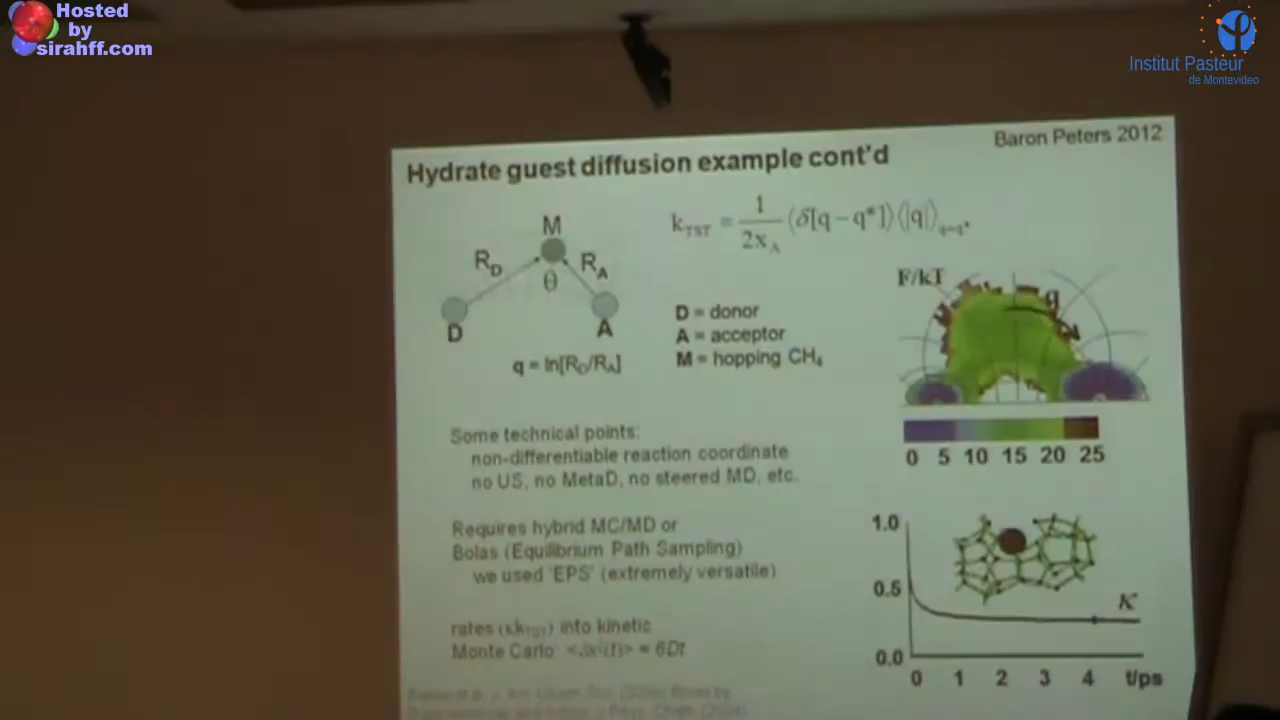 Hosted
by
sirahff.com
Institut Pasteur
de Montevideo
Baron Peters 2012
Hydrate guest diffusion example cont'd
M
R_D
R_A
θ
D
A
q = ln[R_D/R_A]
k_TST = 1/2x_A ⟨δ[q − q*]⟩⟨|q̇|⟩_q=q*
D = donor
A = acceptor
M = hopping CH₄
F/kT
q
0 5 10 15 20 25
Some technical points:
non-differentiable reaction coordinate
no US, no MetaD, no steered MD, etc.
Requires hybrid MC/MD or
Bolas (Equilibrium Path Sampling)
we used 'EPS' (extremely versatile)
rates (κk_TST) into kinetic
Monte Carlo: = 6Dt
1.0
0.5
0.0
K
0 1 2 3 4 t/ps